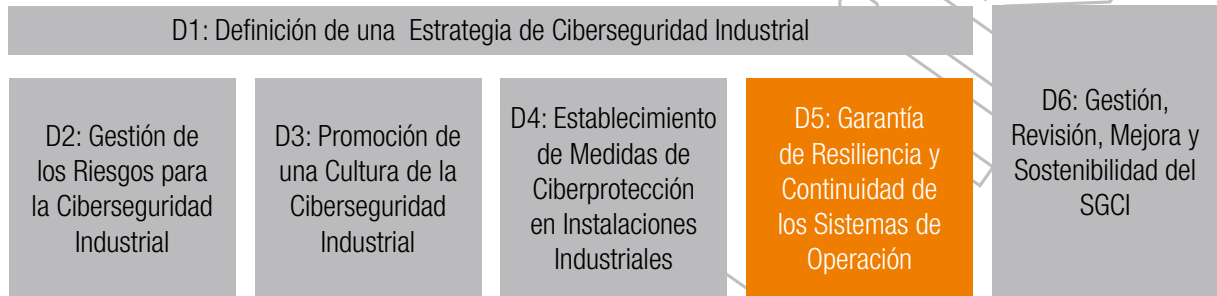 D1: Definición de una Estrategia de Ciberseguridad Industrial
D2: Gestión de
los Riesgos para
la Ciberseguridad
Industrial
D3: Promoción de
una Cultura de la
Ciberseguridad
Industrial
D4: Establecimiento
de Medidas de
Ciberprotección
en Instalaciones
Industriales
D5: Garantía
de Resiliencia y
Continuidad de
los Sistemas de
Operación
D6: Gestión,
Revisión, Mejora y
Sostenibilidad del
SGCI